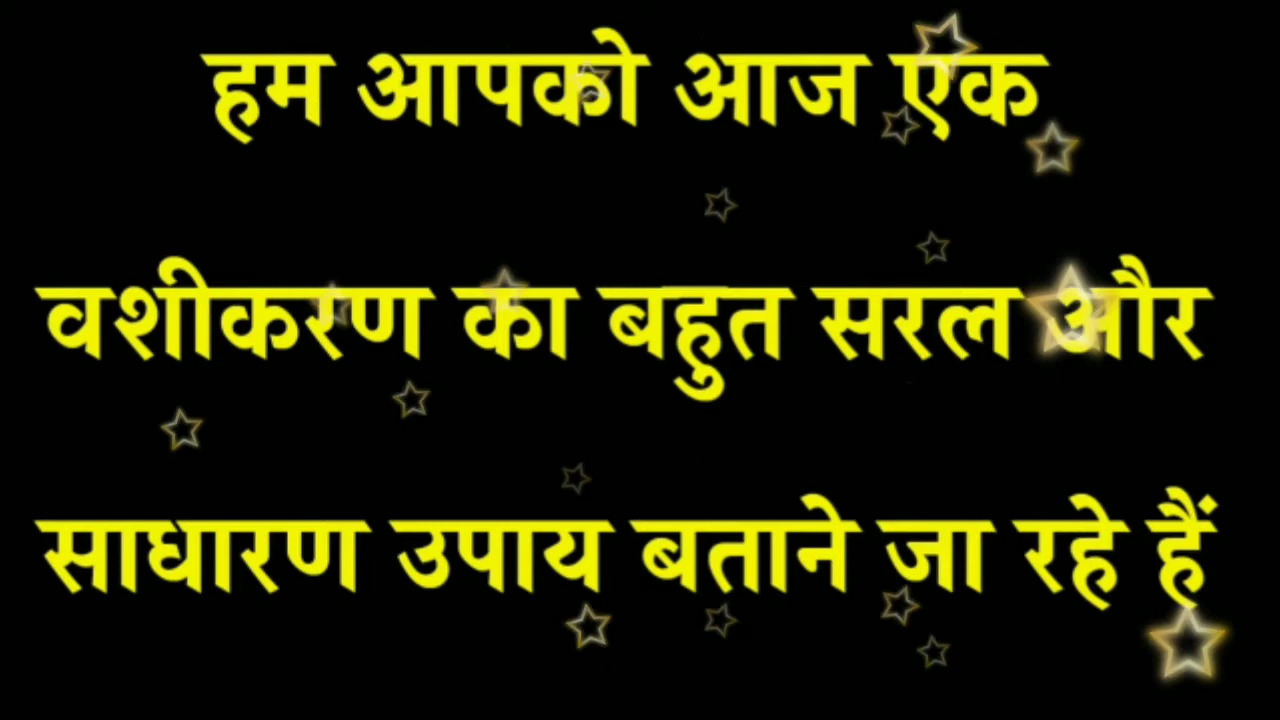 हम आपको आज एक
वशीकरण का बहुत सरल और
साधारण उपाय बताने जा रहे हैं